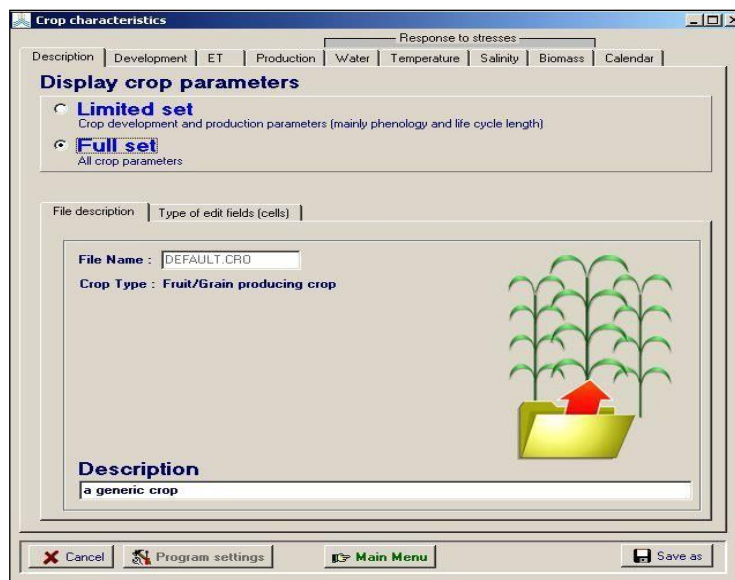 Crop characteristics
Response to stresses
Description Development ET Production Water Temperature Salinity Biomass Calendar
Display crop parameters
Limited set
Crop development and production parameters (mainly phenology and life cycle length)
Full set
All crop parameters
File description Type of edit fields (cells)
File Name : DEFAULT.CRO
Crop Type : Fruit/Grain producing crop
Description
a generic crop
Cancel Program settings Main Menu Save as